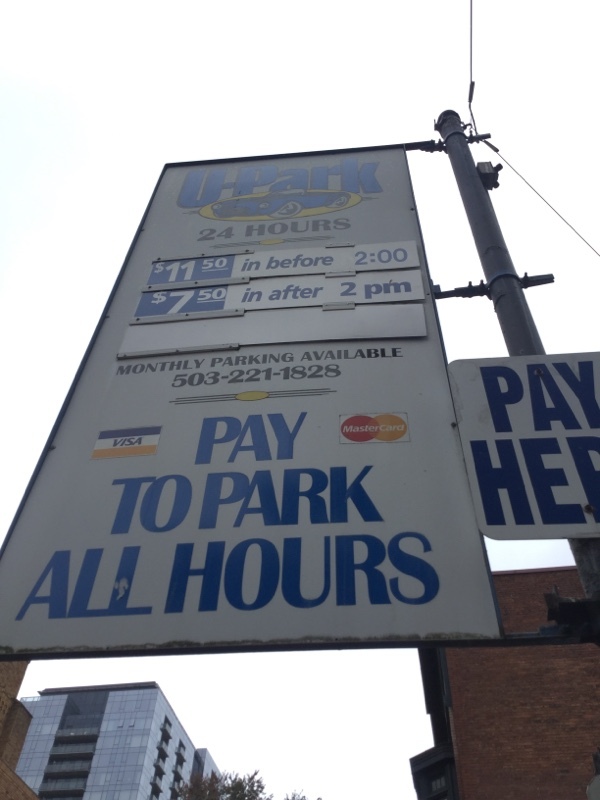 U-Park
24 HOURS
$11 50 in before 2:00
$7 50 in after 2 pm
MONTHLY PARKING AVAILABLE
503-221-1828
VISA
MasterCard
PAY
TO PARK
ALL HOURS
PAY